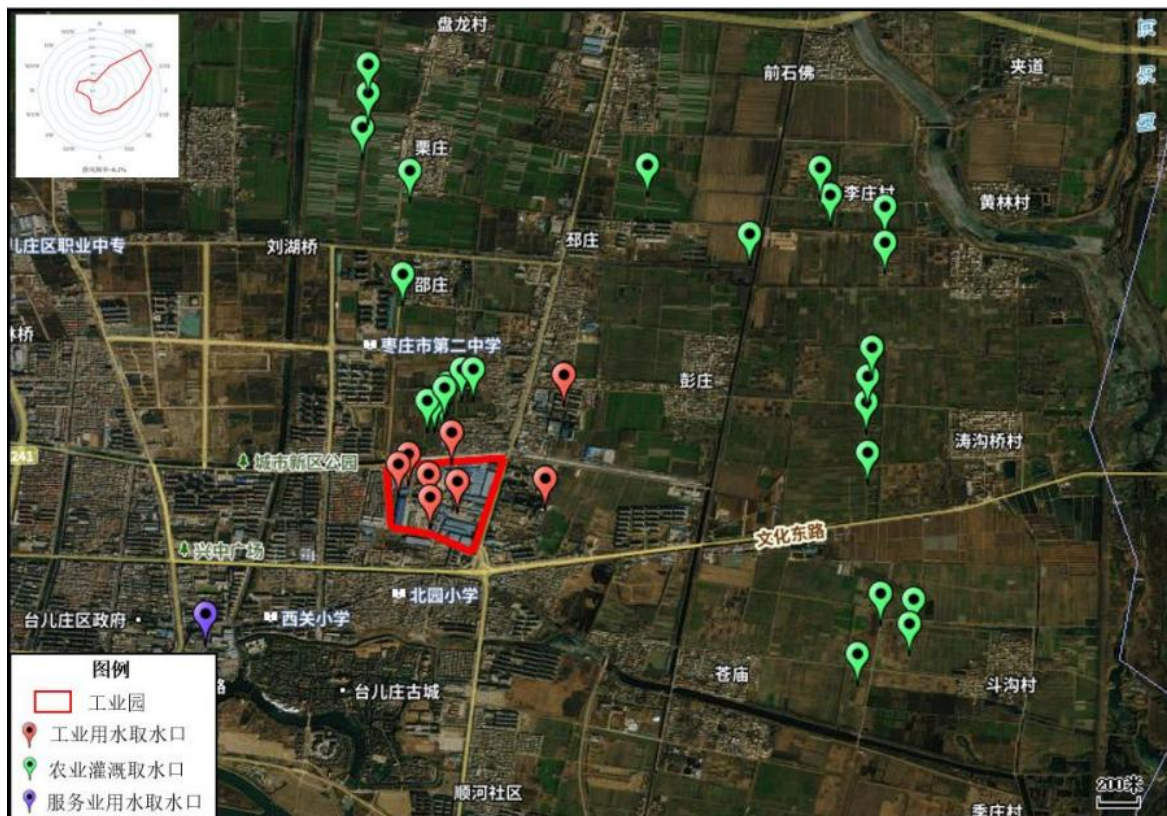 盘龙村
前石佛
夹道
栗庄
李庄村
黄林村
儿庄区职业中专
刘湖桥
邳庄
邵庄
林桥
枣庄市第二中学
彭庄
241
城市新区公园
涛沟桥村
文化东路
兴中广场
北园小学
台儿庄区政府
西关小学
苍庙
斗沟村
路
台儿庄古城
顺河社区
季庄村
200米
图例
工业园
工业用水取水口
农业灌溉取水口
服务业用水取水口
N
E
S
W